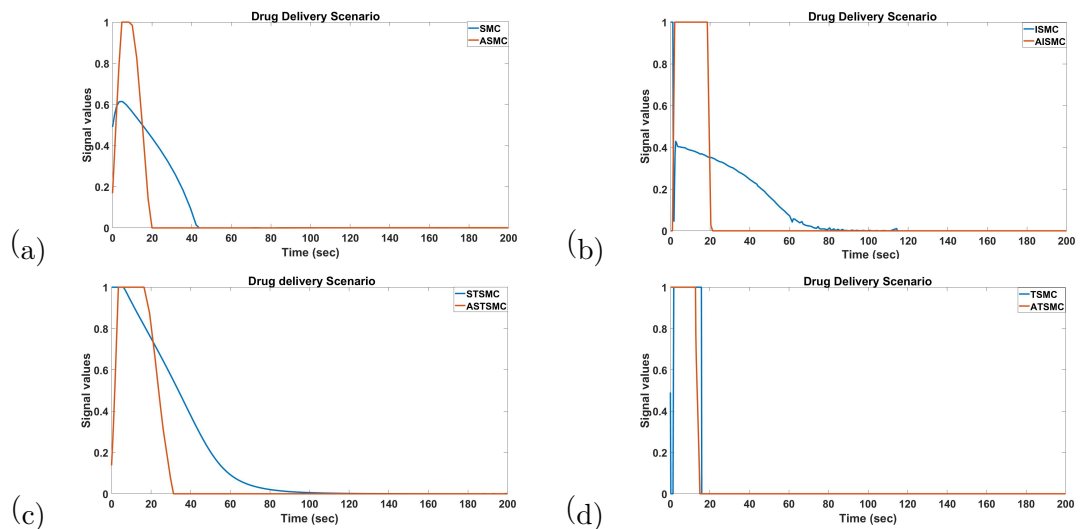 Drug Delivery Scenario
SMC
ASMC
Signal values
1
0.8
0.6
0.4
0.2
0
0 20 40 60 80 100 120 140 160 180 200
Time (sec)
(a)
Drug Delivery Scenario
ISMC
AISMC
Signal values
1
0.8
0.6
0.4
0.2
0
0 20 40 60 80 100 120 140 160 180 200
Time (sec)
(b)
Drug delivery Scenario
STSMC
ASTSMC
Signal values
1
0.8
0.6
0.4
0.2
0
0 20 40 60 80 100 120 140 160 180 200
Time (sec)
(c)
Drug Delivery Scenario
TSMC
ATSMC
Signal values
1
0.8
0.6
0.4
0.2
0
0 20 40 60 80 100 120 140 160 180 200
Time (sec)
(d)